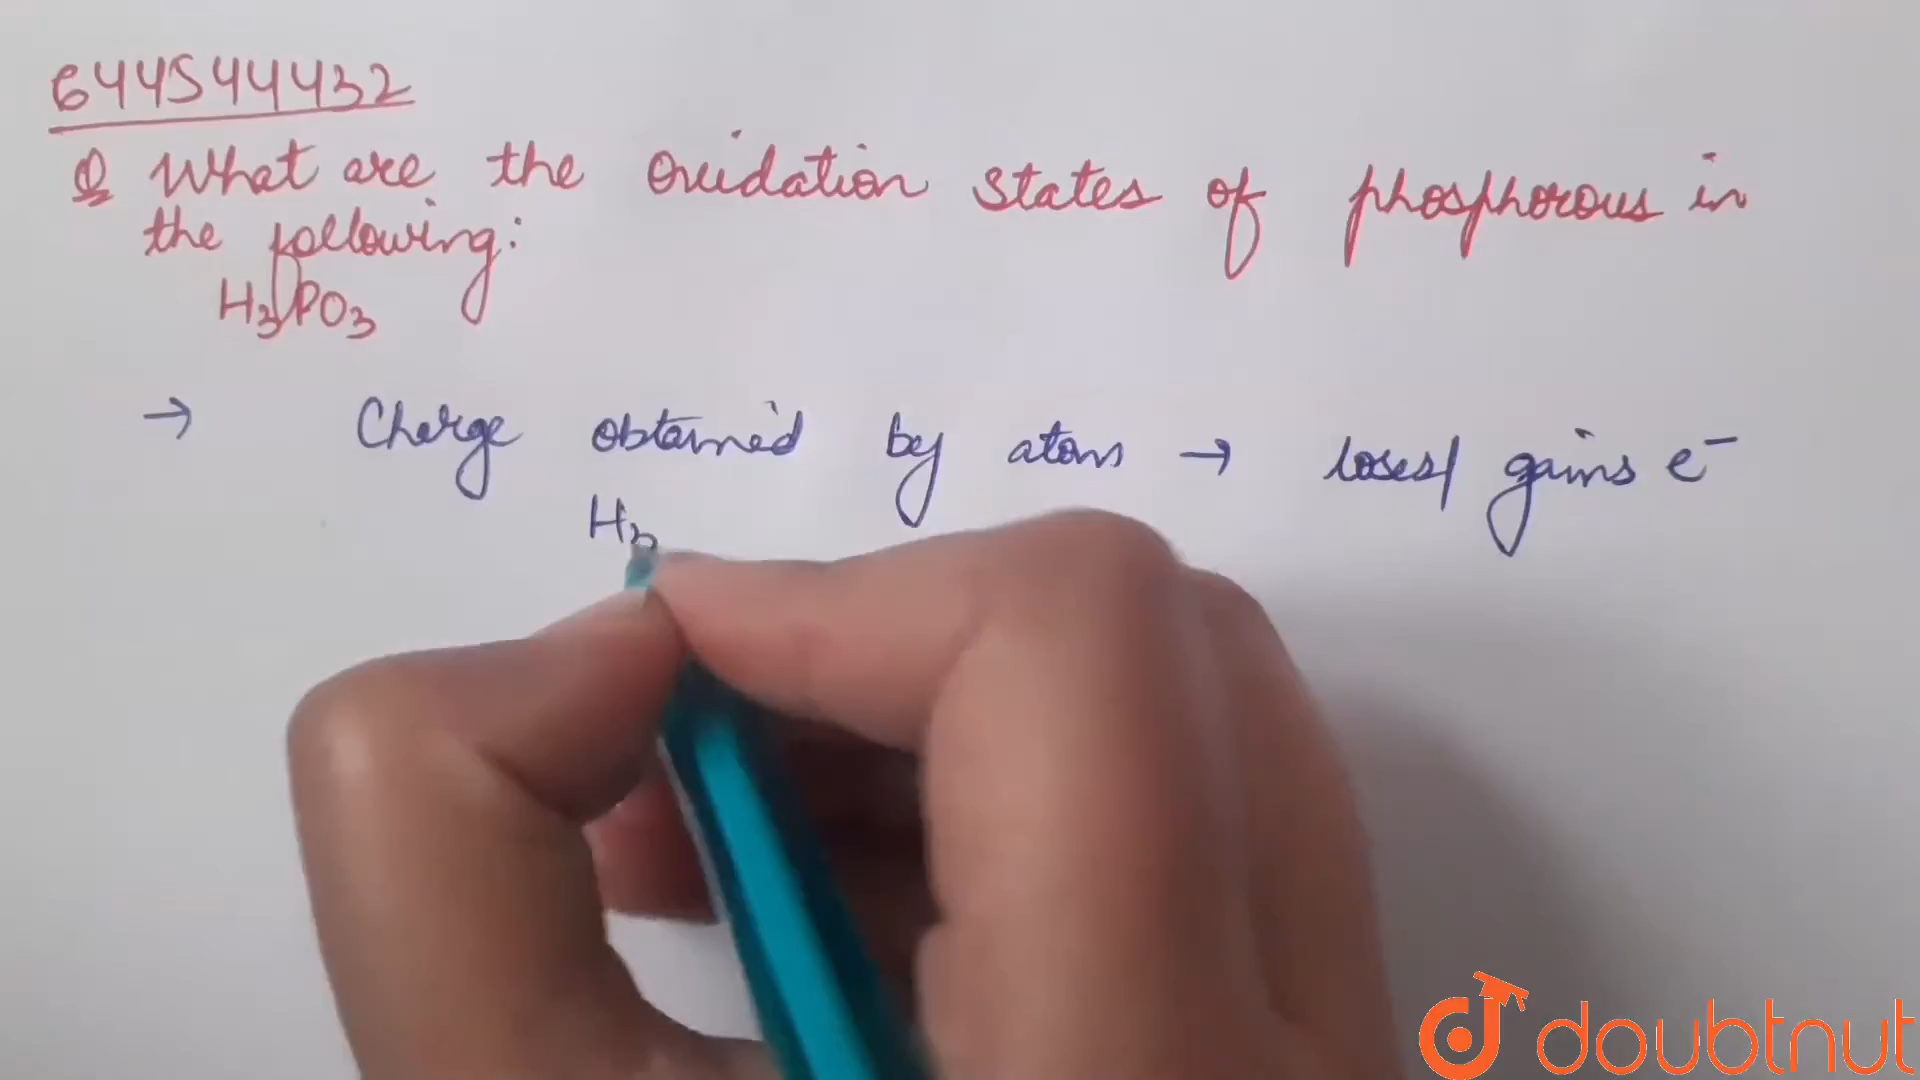 644544432
Q What are the oxidation states of phosphorous in
the following:
H3PO3
→ Charge obtained by atom → loses/ gains e⁻
H3
doubtnut